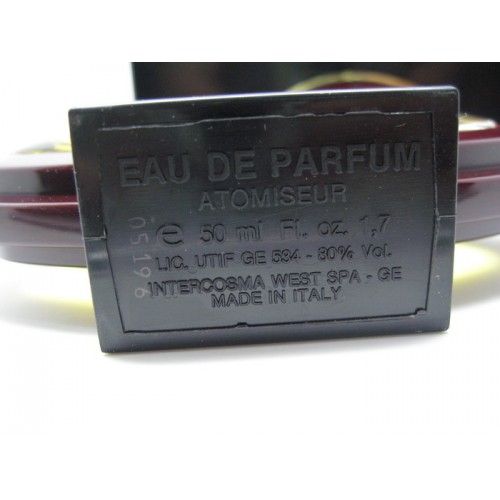 EAU DE PARFUM
ATOMISEUR
℮ 50 ml Fl. oz. 1,7
LIC. UTIF GE 534 - 80% Vol.
INTERCOSMA WEST SPA - GE
MADE IN ITALY
05196